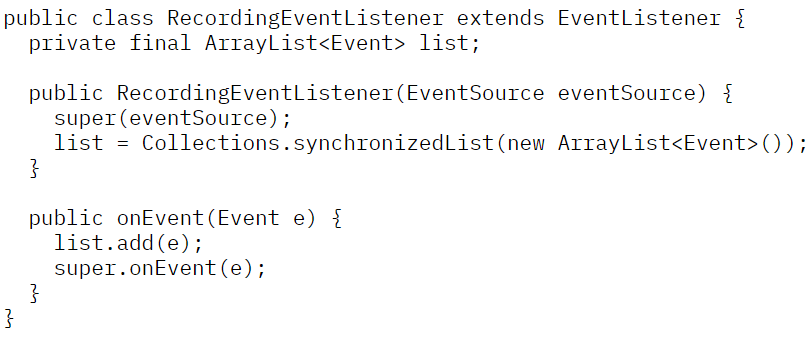 public class RecordingEventListener extends EventListener {
  private final ArrayList<Event> list;

  public RecordingEventListener(EventSource eventSource) {
    super(eventSource);
    list = Collections.synchronizedList(new ArrayList<Event>());
  }

  public onEvent(Event e) {
    list.add(e);
    super.onEvent(e);
  }
}